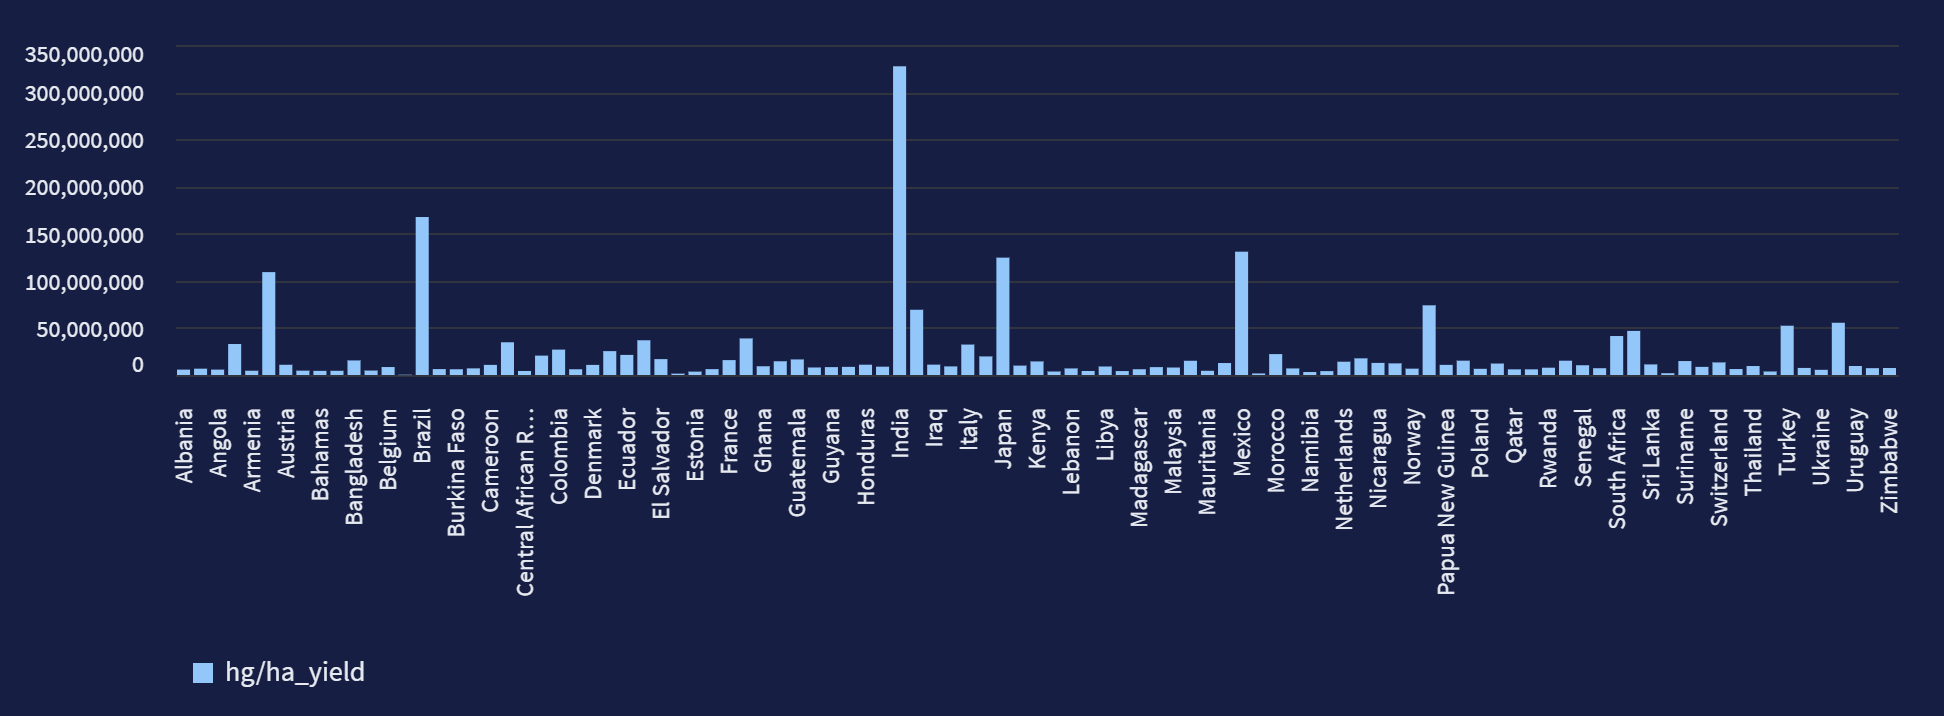 350,000,000
300,000,000
250,000,000
200,000,000
150,000,000
100,000,000
50,000,000
0
Albania
Angola
Armenia
Austria
Bahamas
Bangladesh
Belgium
Brazil
Burkina Faso
Cameroon
Central African R...
Colombia
Denmark
Ecuador
El Salvador
Estonia
France
Ghana
Guatemala
Guyana
Honduras
India
Iraq
Italy
Japan
Kenya
Lebanon
Libya
Madagascar
Malaysia
Mauritania
Mexico
Morocco
Namibia
Netherlands
Nicaragua
Norway
Papua New Guinea
Poland
Qatar
Rwanda
Senegal
South Africa
Sri Lanka
Suriname
Switzerland
Thailand
Turkey
Ukraine
Uruguay
Zimbabwe
hg/ha_yield